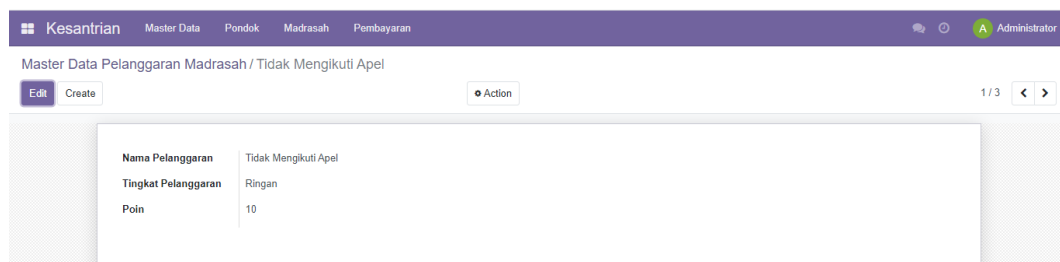 Kesantrian Master Data Pondok Madrasah Pembayaran A Administrator
Master Data Pelanggaran Madrasah / Tidak Mengikuti Apel
Edit Create Action 1 / 3
Nama Pelanggaran Tidak Mengikuti Apel
Tingkat Pelanggaran Ringan
Poin 10